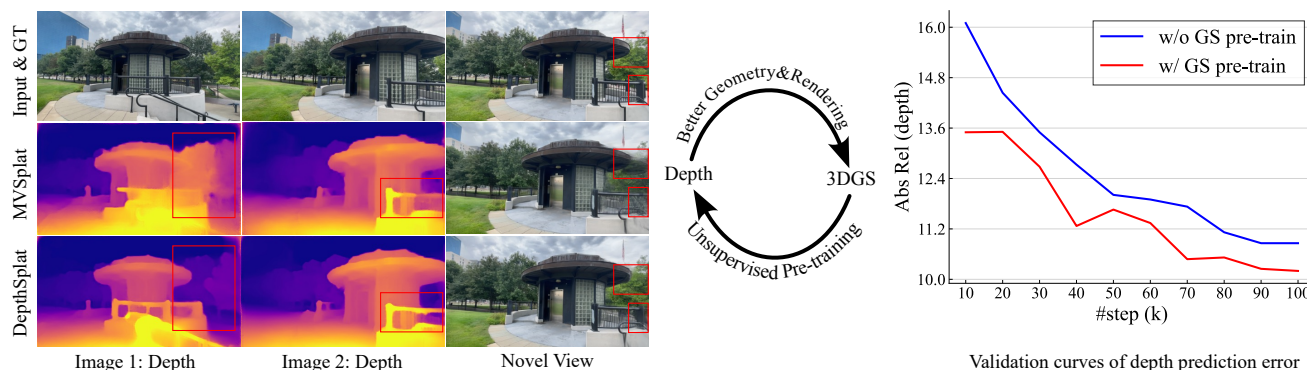 Input & GT
MVSplat
DepthSplat
Image 1: Depth
Image 2: Depth
Novel View
Better Geometry&Rendering
Depth
3DGS
Unsupervised Pre-training
Abs Rel (depth)
16.0
14.8
13.6
12.4
11.2
10.0
w/o GS pre-train
w/ GS pre-train
10 20 30 40 50 60 70 80 90 100
#step (k)
Validation curves of depth prediction error